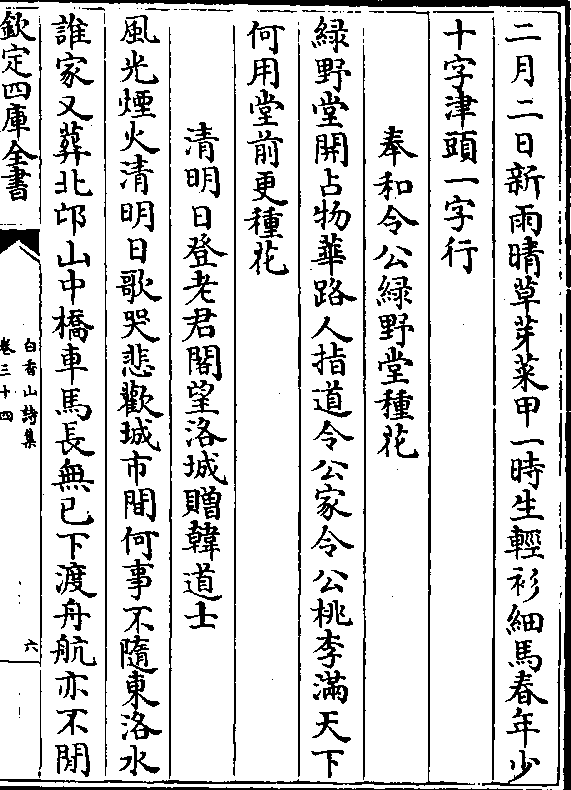 二月二日新雨晴草芽菜甲一時生輕衫細馬春年少
十字津頭一字行
奉和令公緑野堂種花
緑野堂開占物華路人指道令公家令公桃李滿天下
何用堂前更種花
清明日登老君閣望洛城贈韓道士
風光煙火清明日歌哭悲歡城市間何事不隨東洛水
誰家又葬北邙山中橋車馬長無已下渡舟航亦不閒
欽定四庫全書
白香山詩集
卷三十四
六